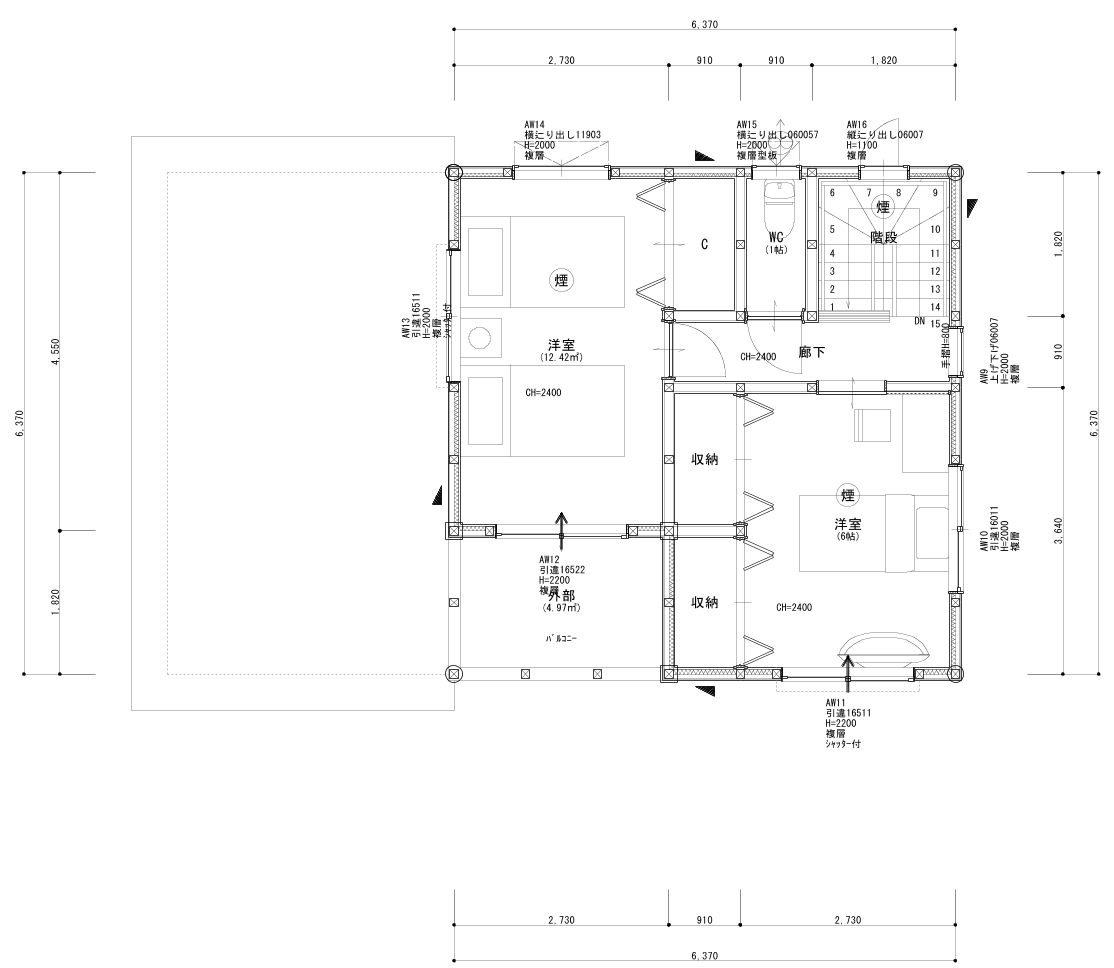 6,370
2,730
910
910
1,820
AW14
横辷り出し11903
H=2000
複層
AW15
横辷り出し060057
H=2000
複層型板
AW16
縦辷り出し06007
H=1100
複層
6
7
8
9
煙
5
階段
10
4
11
3
12
2
13
1
14
DN
15
C
WC
(1帖)
煙
洋室
(12.42㎡)
CH=2400
AW13
引違16511
H=2000
複層
シャッター付
CH=2400
廊下
手摺H=800
AW9
上げ下げ06007
H=2000
複層
1,820
910
3,640
6,370
6,370
4,550
1,820
収納
煙
洋室
(6帖)
AW10
引違16011
H=2000
複層
AW12
引違16522
H=2200
複層
外部
(4.97㎡)
バルコニー
収納
CH=2400
AW11
引違16511
H=2200
複層
シャッター付
2,730
910
2,730
6,370